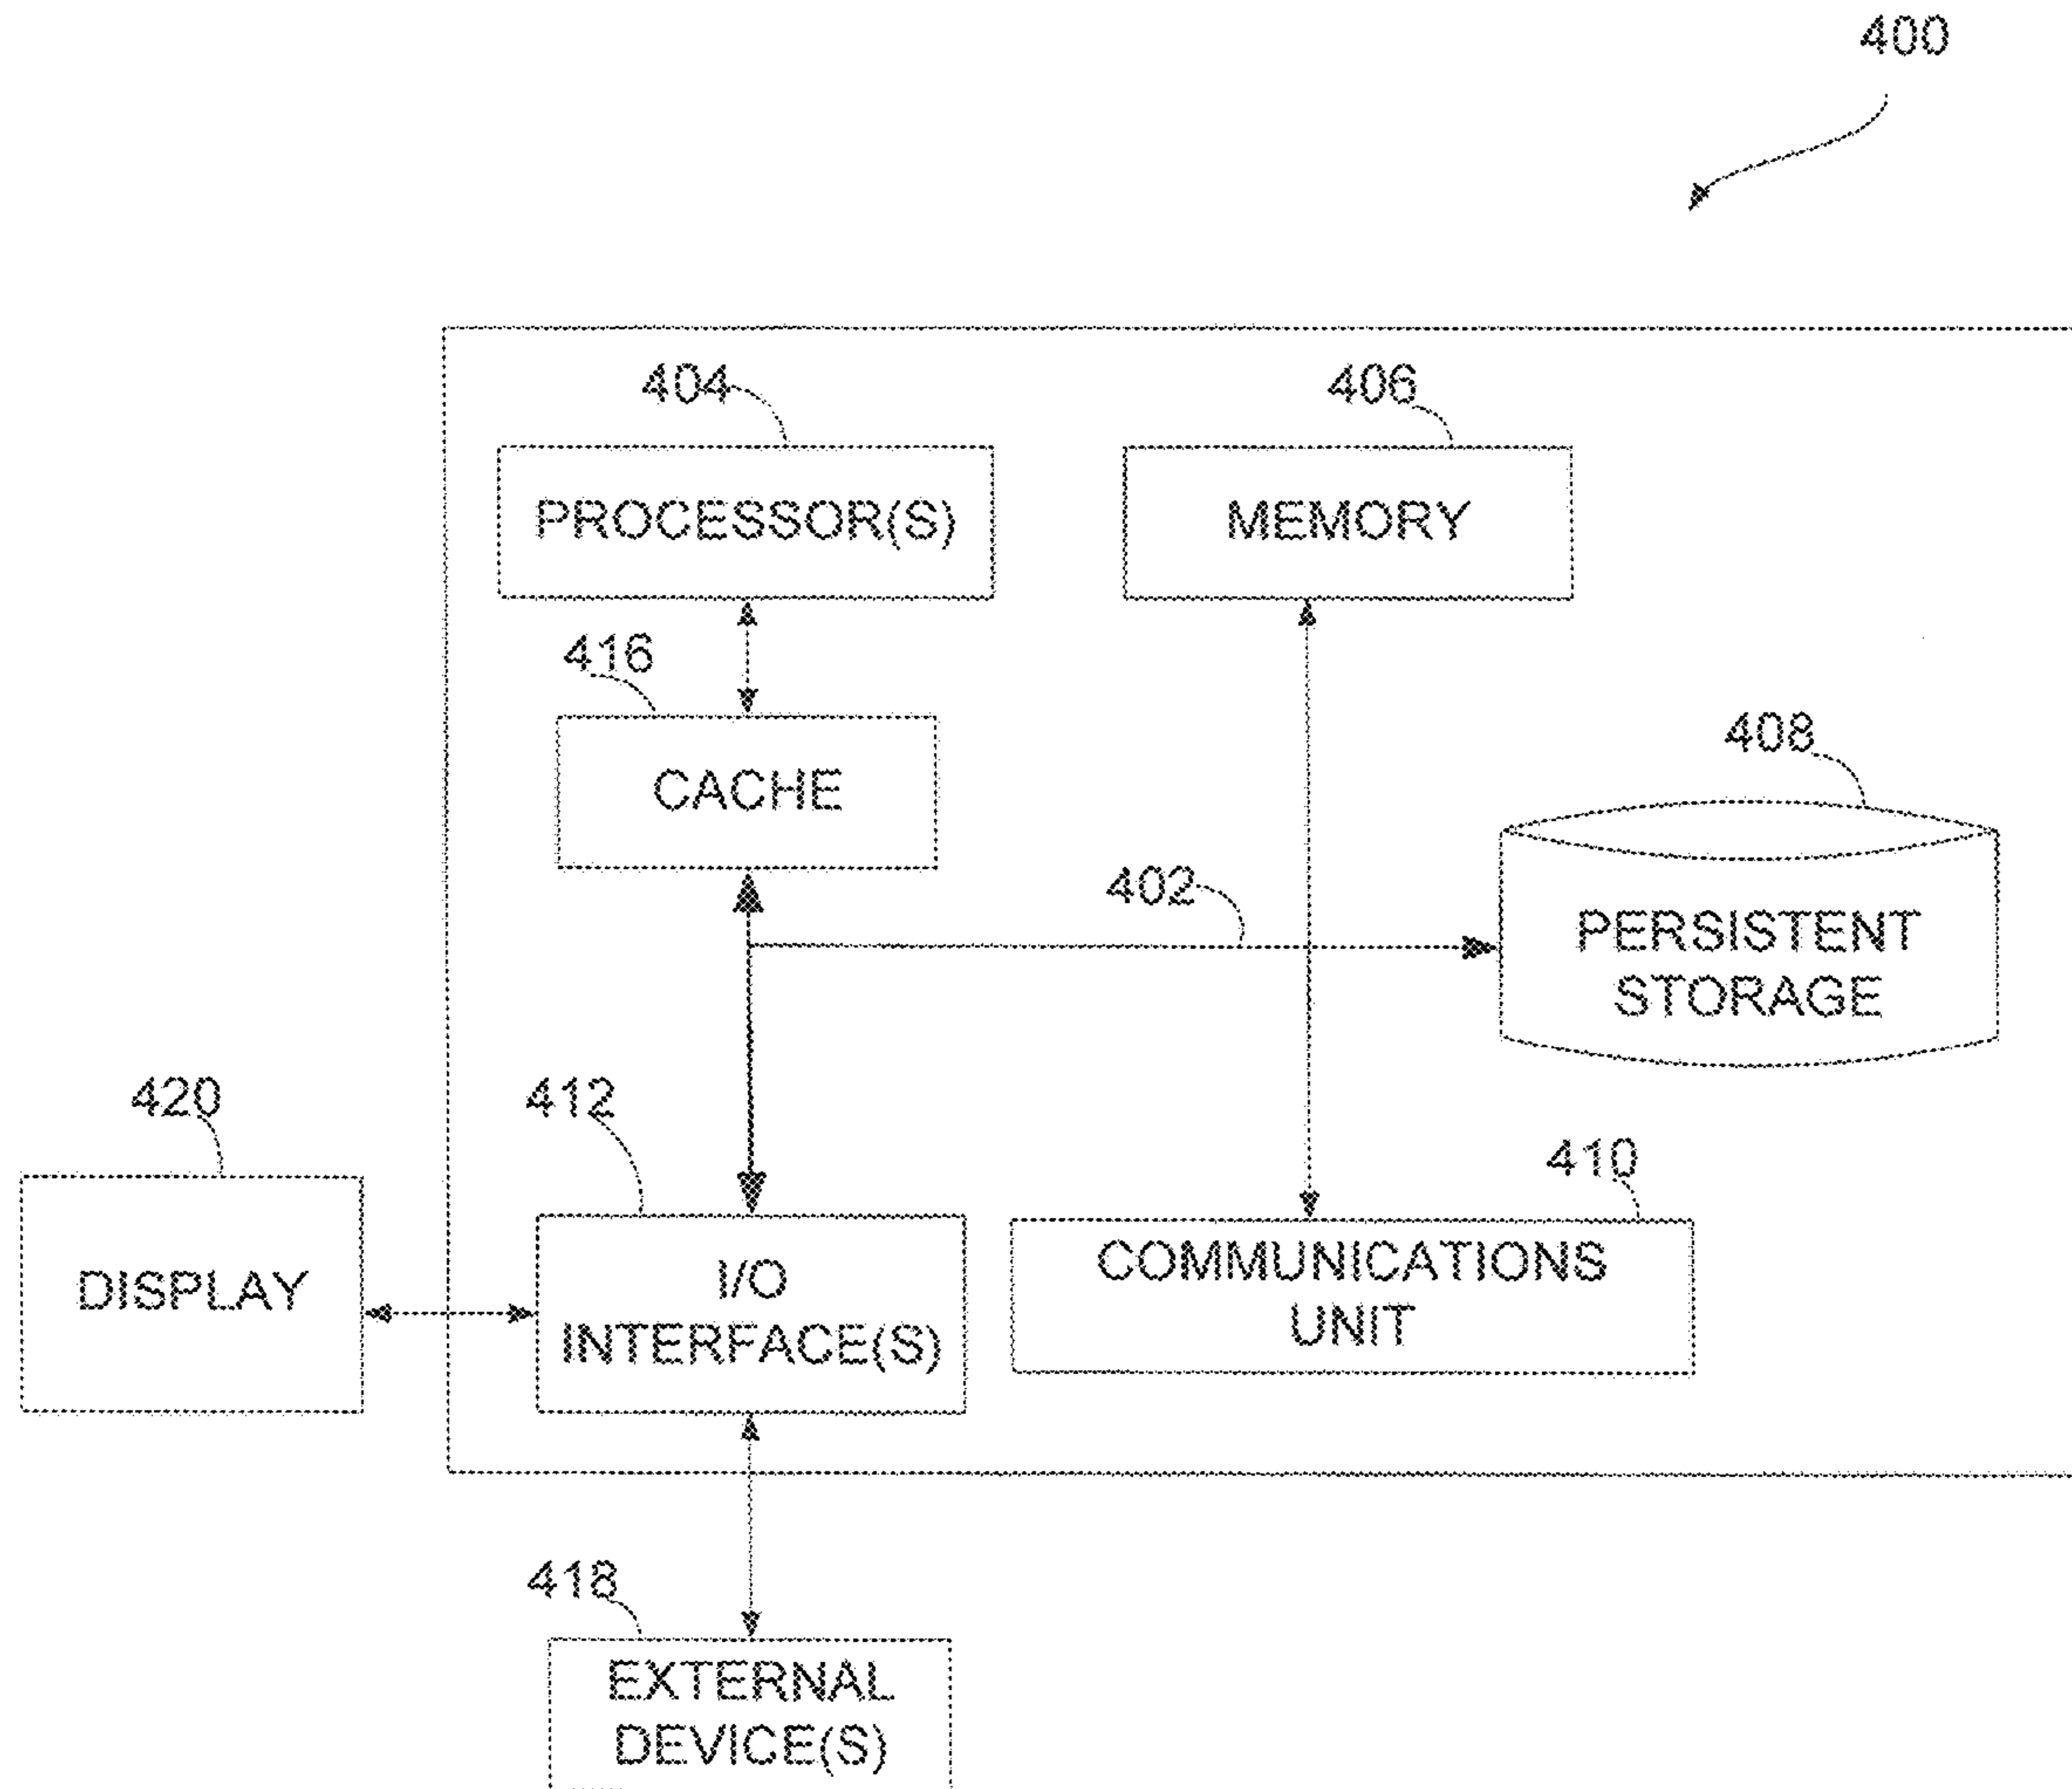 400
404
406
PROCESSOR(S)
MEMORY
416
CACHE
408
402
PERSISTENT
STORAGE
420
412
410
DISPLAY
I/O
INTERFACE(S)
COMMUNICATIONS
UNIT
418
EXTERNAL
DEVICE(S)